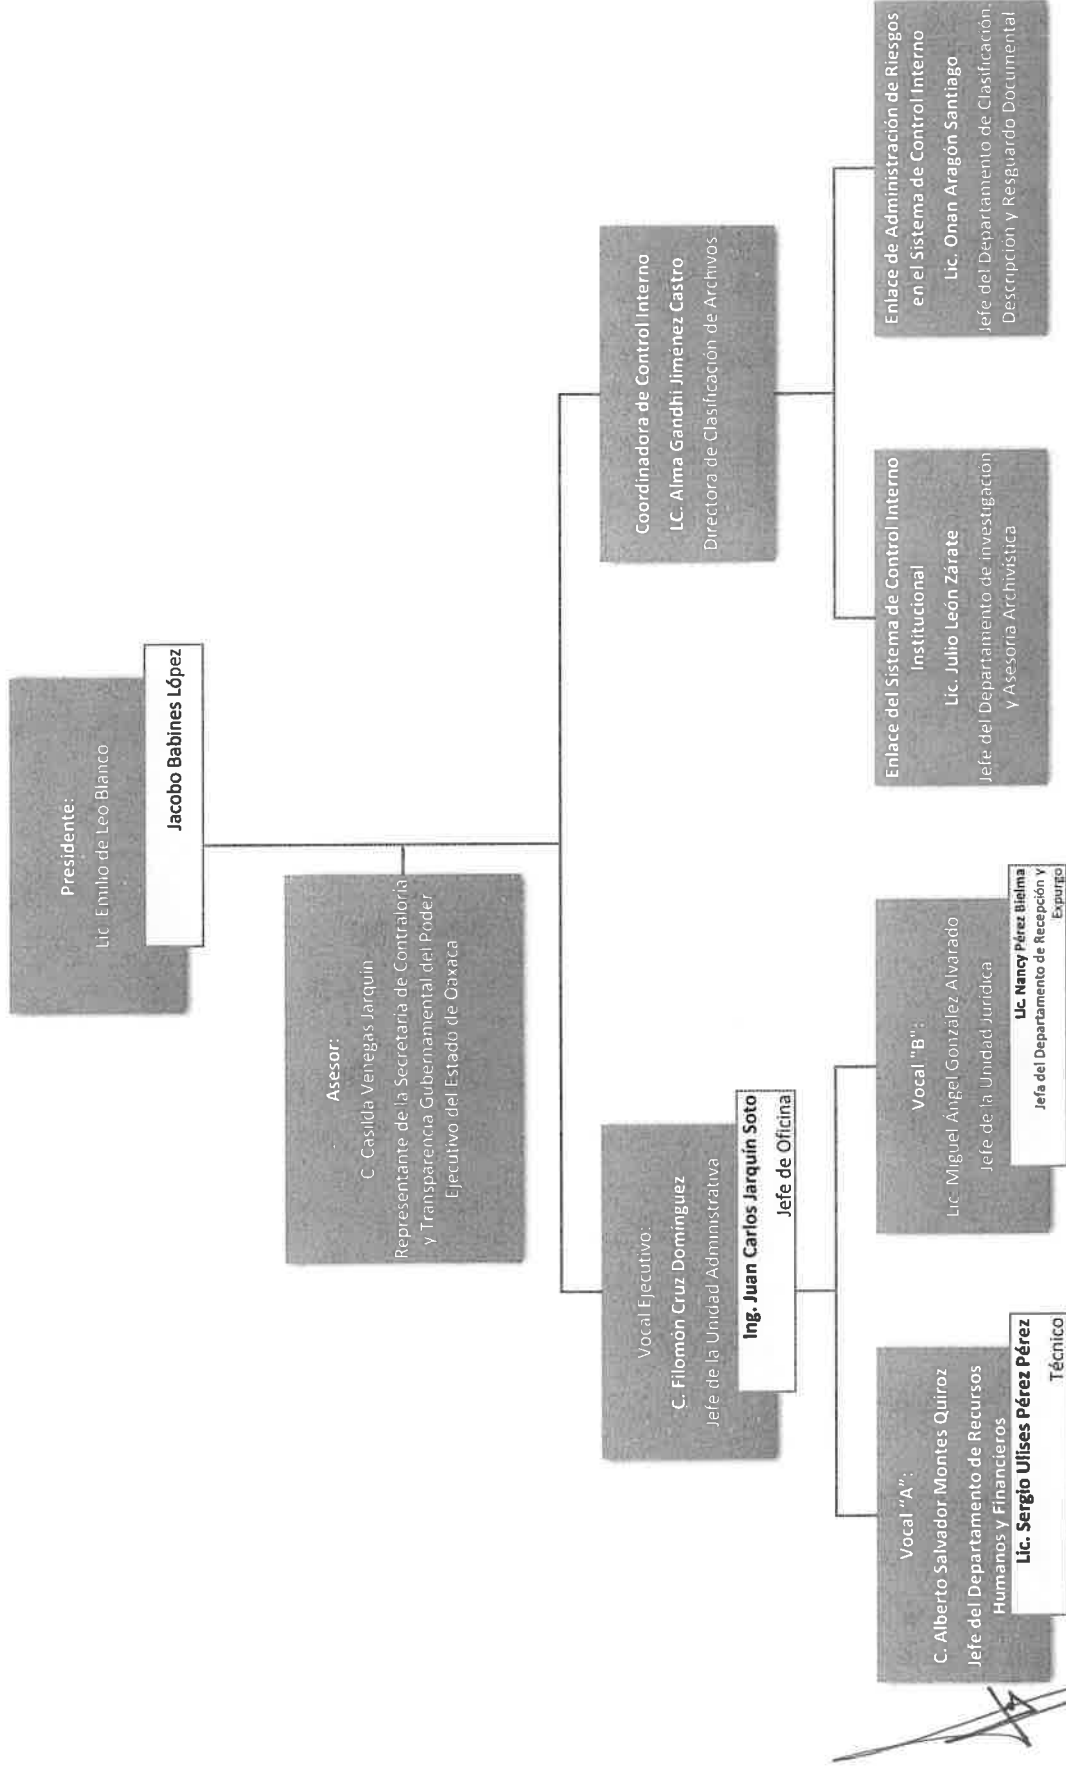 Presidente:
Lic. Emilio de Leo Blanco
Jacobo Babines López
Asesor:
C. Casilda Venegas Jarquín
Representante de la Secretaría de Contraloría
y Transparencia Gubernamental del Poder
Ejecutivo del Estado de Oaxaca
Vocal Ejecutivo:
C. Filomón Cruz Domínguez
Jefe de la Unidad Administrativa
Ing. Juan Carlos Jarquín Soto
Jefe de Oficina
Coordinadora de Control Interno
LC. Alma Gandhi Jiménez Castro
Directora de Clasificación de Archivos
Vocal "A":
C. Alberto Salvador Montes Quiroz
Jefe del Departamento de Recursos
Humanos y Financieros
Lic. Sergio Ulises Pérez Pérez
Técnico
Vocal "B":
Lic. Miguel Ángel González Alvarado
Jefe de la Unidad Jurídica
Lic. Nancy Pérez Bielma
Jefa del Departamento de Recepción y
Expurgo
Enlace del Sistema de Control Interno
Institucional
Lic. Julio León Zárate
Jefe del Departamento de investigación
y Asesoría Archivística
Enlace de Administración de Riesgos
en el Sistema de Control Interno
Lic. Onan Aragón Santiago
Jefe del Departamento de Clasificación,
Descripción y Resguardo Documental